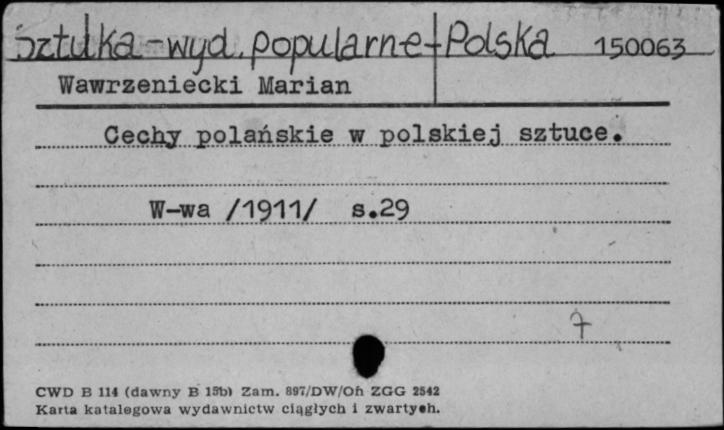 Sztuka - wyd. popularne - Polska 150063
Wawrzeniecki Marian
Cechy polańskie w polskiej sztuce.
W-wa /1911/ s.29
7
CWD B 114 (dawny B 15b) Zam. 897/DW/Oh ZGG 2542
Karta katalogowa wydawnictw ciągłych i zwartych.